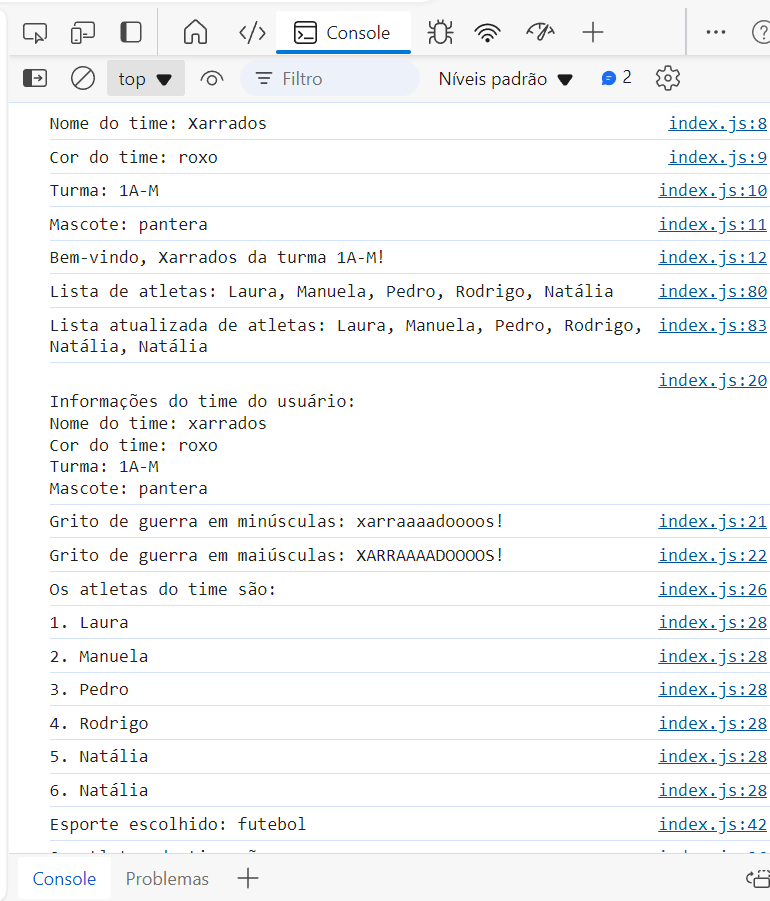 Console
top
Filtro
Níveis padrão
2
Nome do time: Xarrados index.js:8
Cor do time: roxo index.js:9
Turma: 1A-M index.js:10
Mascote: pantera index.js:11
Bem-vindo, Xarrados da turma 1A-M! index.js:12
Lista de atletas: Laura, Manuela, Pedro, Rodrigo, Natália index.js:80
Lista atualizada de atletas: Laura, Manuela, Pedro, Rodrigo, index.js:83
Natália, Natália
index.js:20
Informações do time do usuário:
Nome do time: xarrados
Cor do time: roxo
Turma: 1A-M
Mascote: pantera
Grito de guerra em minúsculas: xarraaaadoooos! index.js:21
Grito de guerra em maiúsculas: XARRAAAADOOOOS! index.js:22
Os atletas do time são: index.js:26
1. Laura index.js:28
2. Manuela index.js:28
3. Pedro index.js:28
4. Rodrigo index.js:28
5. Natália index.js:28
6. Natália index.js:28
Esporte escolhido: futebol index.js:42
Console Problemas